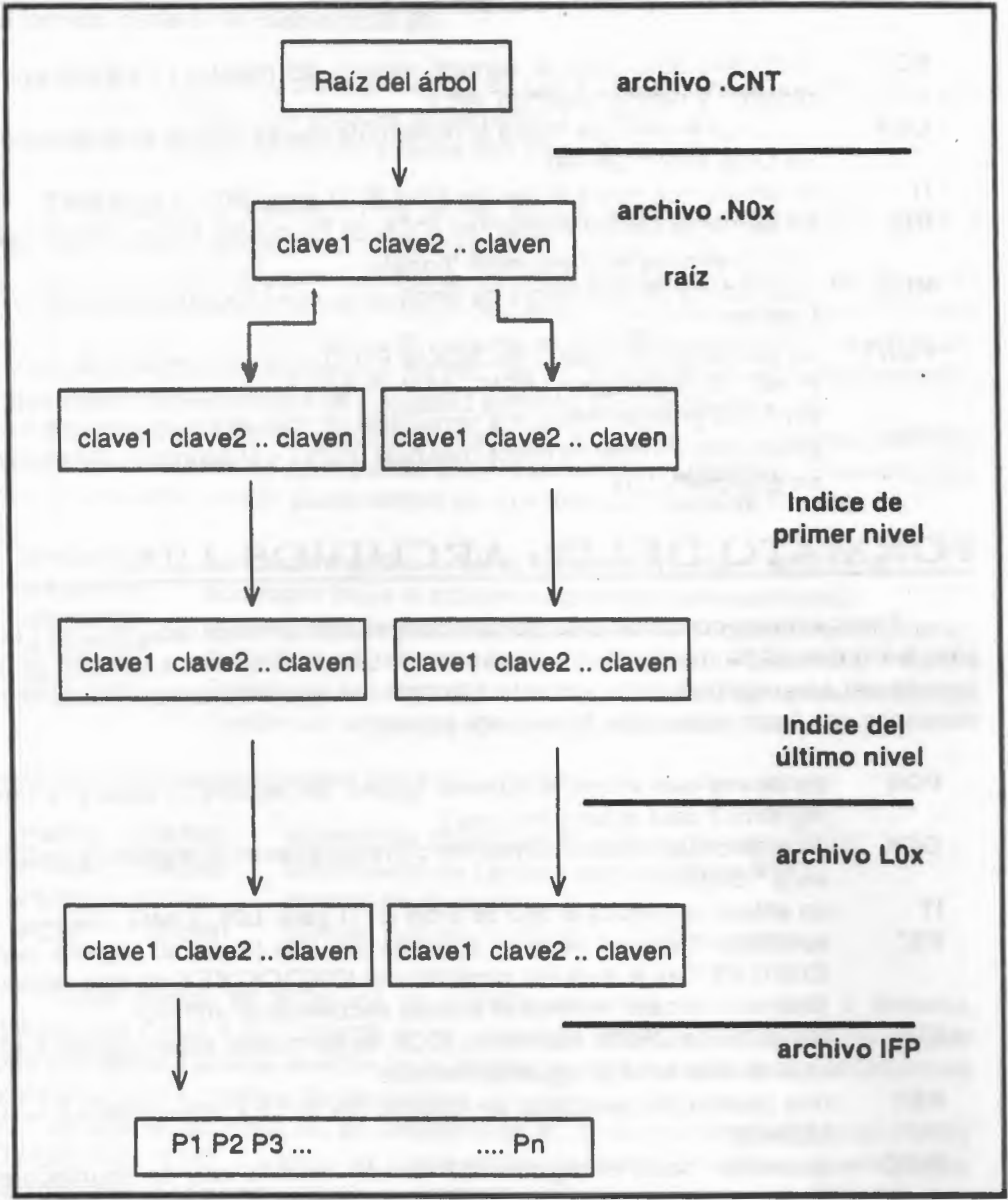 Raíz del árbol
archivo .CNT
archivo .N0x
clave1 clave2 .. claven
raíz
clave1 clave2 .. claven
clave1 clave2 .. claven
Indice de
primer nivel
clave1 clave2 .. claven
clave1 clave2 .. claven
Indice del
último nivel
archivo L0x
clave1 clave2 .. claven
clave1 clave2 .. claven
archivo IFP
P1 P2 P3 ... .... Pn